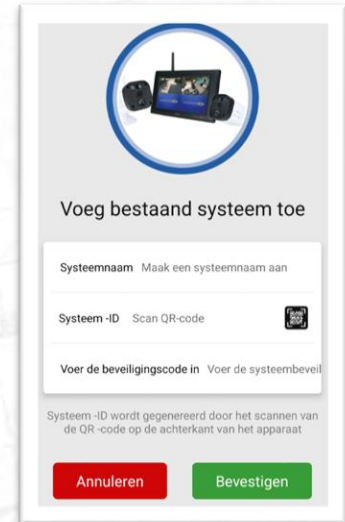 Voeg bestaand systeem toe
Systeemnaam Maak een systeemnaam aan
Systeem -ID Scan QR-code
Voer de beveiligingscode in Voer de systeembeveil
Systeem -ID wordt gegenereerd door het scannen van
de QR -code op de achterkant van het apparaat
Annuleren Bevestigen